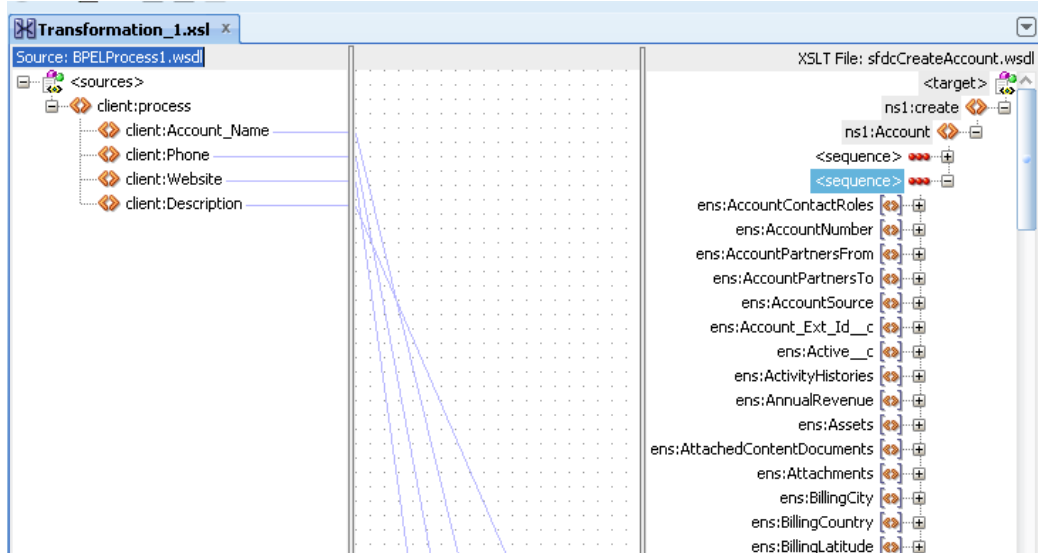 Transformation_1.xsl
Source: BPELProcess1.wsdl
XSLT File: sfdcCreateAccount.wsdl
<sources>
client:process
client:Account_Name
client:Phone
client:Website
client:Description
<target>
ns1:create
ns1:Account
<sequence>
<sequence>
ens:AccountContactRoles
ens:AccountNumber
ens:AccountPartnersFrom
ens:AccountPartnersTo
ens:AccountSource
ens:Account_Ext_Id__c
ens:Active__c
ens:ActivityHistories
ens:AnnualRevenue
ens:Assets
ens:AttachedContentDocuments
ens:Attachments
ens:BillingCity
ens:BillingCountry
ens:BillingLatitude